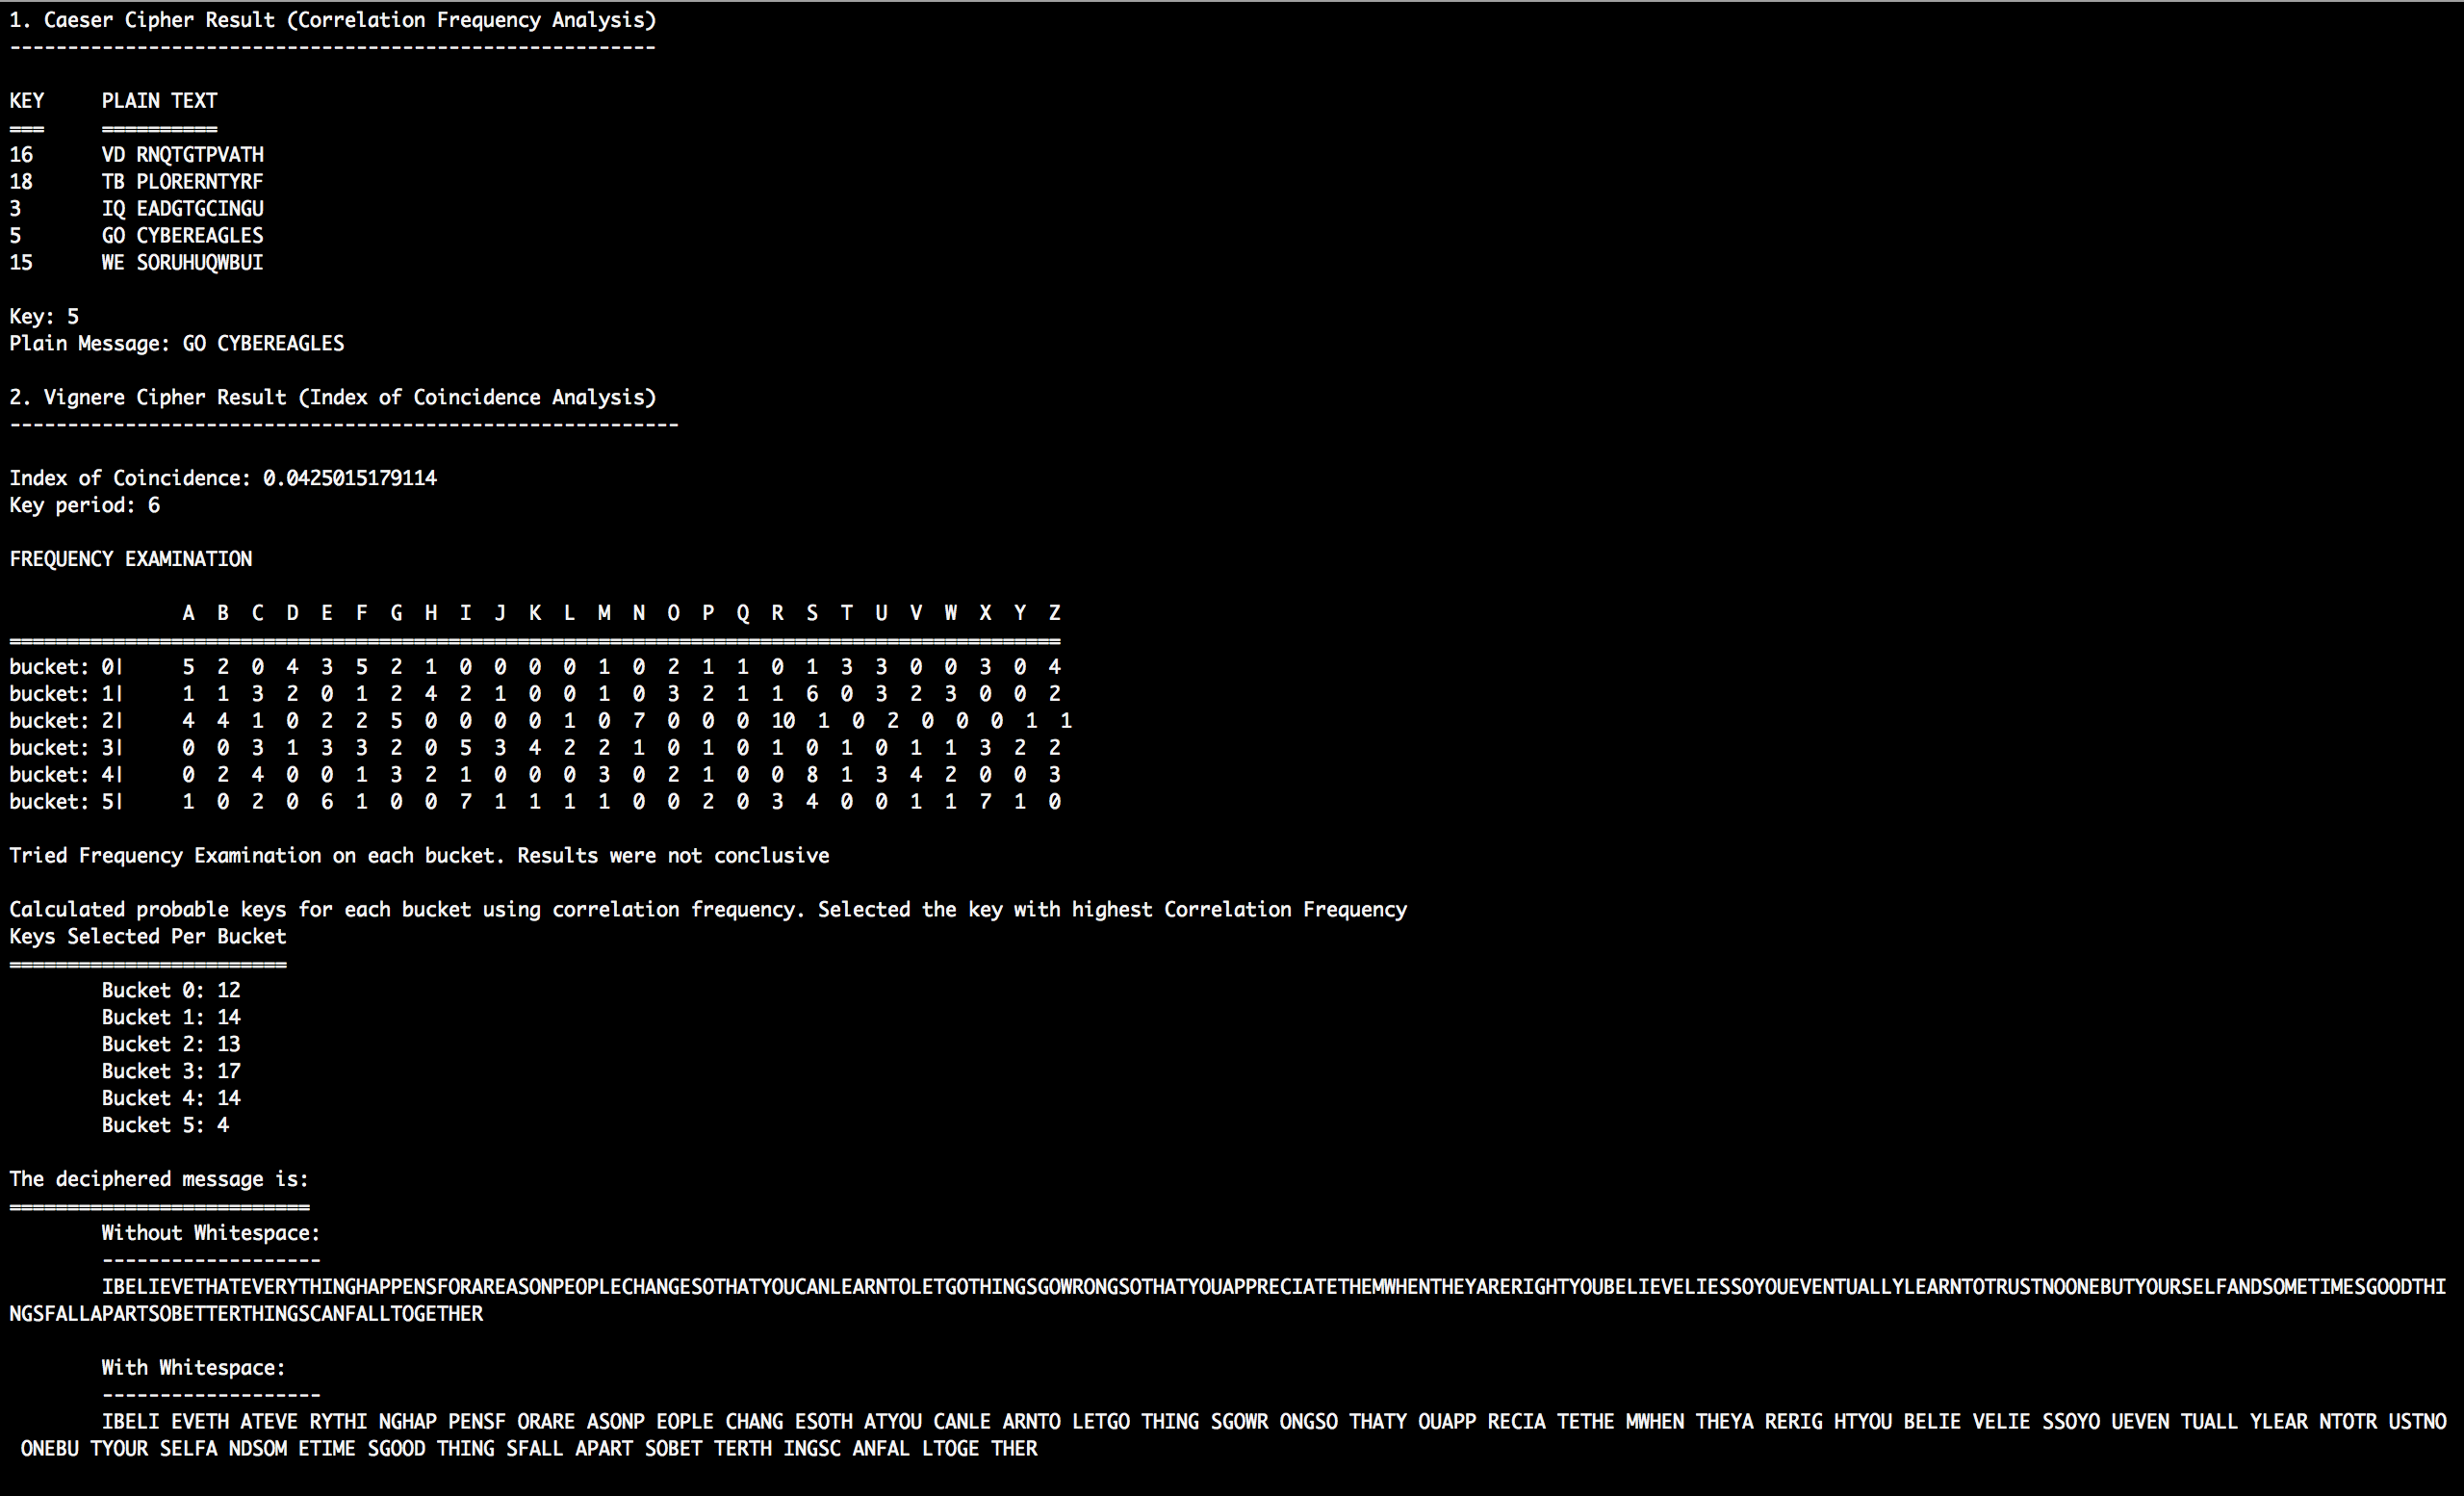 1. Caeser Cipher Result (Correlation Frequency Analysis)
--------------------------------------------------------
KEY     PLAIN TEXT
===     ==========
16      VD RNQTGTPVATH
18      TB PLORERNTYRF
3       IQ EADGTGCINGU
5       GO CYBEREAGLES
15      WE SORUHUQWBUI
Key: 5
Plain Message: GO CYBEREAGLES
2. Vignere Cipher Result (Index of Coincidence Analysis)
----------------------------------------------------------
Index of Coincidence: 0.0425015179114
Key period: 6
FREQUENCY EXAMINATION
               A  B  C  D  E  F  G  H  I  J  K  L  M  N  O  P  Q  R  S  T  U  V  W  X  Y  Z
===========================================================================================
bucket: 0|     5  2  0  4  3  5  2  1  0  0  0  0  1  0  2  1  1  0  1  3  3  0  0  3  0  4
bucket: 1|     1  1  3  2  0  1  2  4  2  1  0  0  1  0  3  2  1  1  6  0  3  2  3  0  0  2
bucket: 2|     4  4  1  0  2  2  5  0  0  0  0  1  0  7  0  0  0  10  1  0  2  0  0  0  1  1
bucket: 3|     0  0  3  1  3  3  2  0  5  3  4  2  2  1  0  1  0  1  0  1  0  1  1  3  2  2
bucket: 4|     0  2  4  0  0  1  3  2  1  0  0  0  3  0  2  1  0  0  8  1  3  4  2  0  0  3
bucket: 5|     1  0  2  0  6  1  0  0  7  1  1  1  1  0  0  2  0  3  4  0  0  1  1  7  1  0
Tried Frequency Examination on each bucket. Results were not conclusive
Calculated probable keys for each bucket using correlation frequency. Selected the key with highest Correlation Frequency
Keys Selected Per Bucket
========================
Bucket 0: 12
Bucket 1: 14
Bucket 2: 13
Bucket 3: 17
Bucket 4: 14
Bucket 5: 4
The deciphered message is:
==========================
Without Whitespace:
-------------------
IBELIEVETHATEVERYTHINGHAPPENSFORAREASONPEOPLECHANGESOTHATYOUCANLEARNTOLETGOTHINGSGOWRONGSOTHATYOUAPPRECIATETHEMWHENTHEYARERIGHTYOUBELIEVELIESSOYOUEVENTUALLYLEARNTOTRUSTNOONEBUTYOURSELFANDSOMETIMESGOODTHI
NGSFALLAPARTSOBETTERTHINGSCANFALLTOGETHER
With Whitespace:
-------------------
IBELI EVETH ATEVE RYTHI NGHAP PENSF ORARE ASONP EOPLE CHANG ESOTH ATYOU CANLE ARNTO LETGO THING SGOWR ONGSO THATY OUAPP RECIA TETHE MWHEN THEYA RERIG HTYOU BELIE VELIE SSOYO UEVEN TUALL YLEAR NTOTR USTNO
ONEBU TYOUR SELFA NDSOM ETIME SGOOD THING SFALL APART SOBET TERTH INGSC ANFAL LTOGE THER